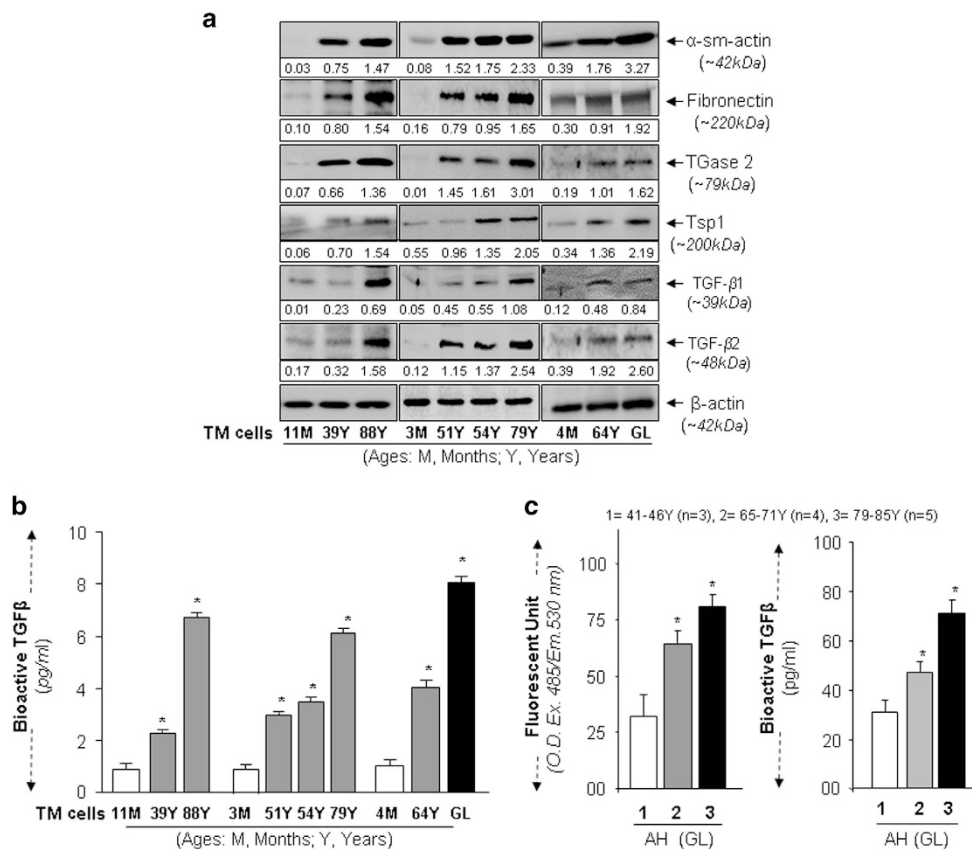 a
α-sm-actin
(~42kDa)
0.03 0.75 1.47 0.08 1.52 1.75 2.33 0.39 1.76 3.27
Fibronectin
(~220kDa)
0.10 0.80 1.54 0.16 0.79 0.95 1.65 0.30 0.91 1.92
TGase 2
(~79kDa)
0.07 0.66 1.36 0.01 1.45 1.61 3.01 0.19 1.01 1.62
Tsp1
(~200kDa)
0.06 0.70 1.54 0.55 0.96 1.35 2.05 0.34 1.36 2.19
TGF-β1
(~39kDa)
0.01 0.23 0.69 0.05 0.45 0.55 1.08 0.12 0.48 0.84
TGF-β2
(~48kDa)
0.17 0.32 1.58 0.12 1.15 1.37 2.54 0.39 1.92 2.60
β-actin
(~42kDa)
TM cells 11M 39Y 88Y 3M 51Y 54Y 79Y 4M 64Y GL
(Ages: M, Months; Y, Years)
b
Bioactive TGFβ
(pg/ml)
10
8
6
4
2
0
* * * * * * *
TM cells 11M 39Y 88Y 3M 51Y 54Y 79Y 4M 64Y GL
(Ages: M, Months; Y, Years)
c
1= 41-46Y (n=3), 2= 65-71Y (n=4), 3= 79-85Y (n=5)
Fluorescent Unit
(O.D. Ex. 485/Em.530 nm)
100
75
50
25
00
* *
1 2 3
AH (GL)
Bioactive TGFβ
(pg/ml)
100
80
60
40
20
00
* *
1 2 3
AH (GL)